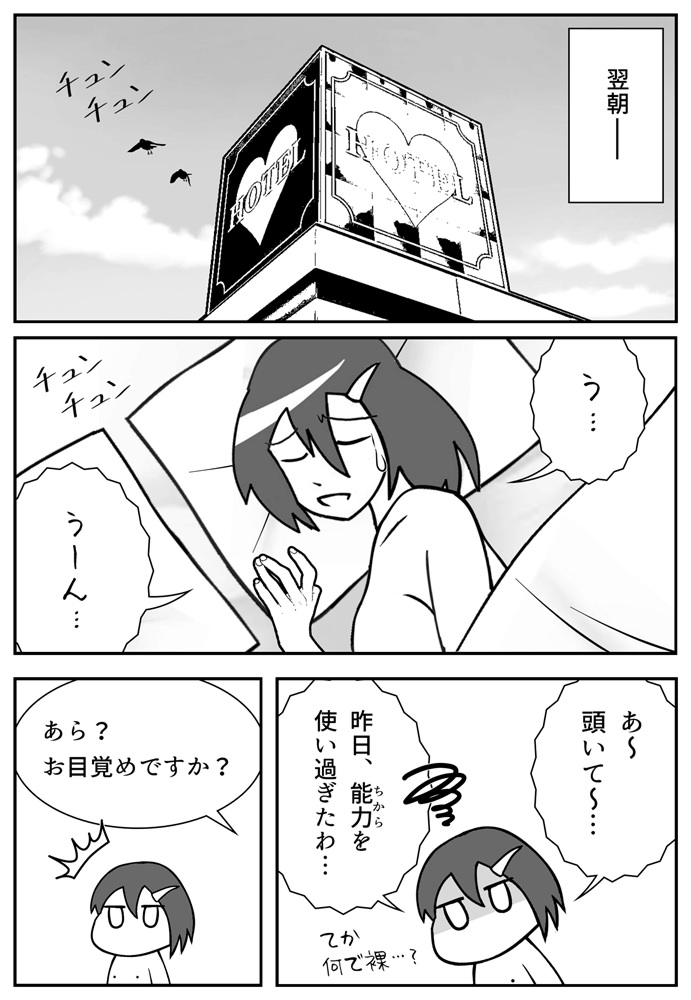 翌朝―
チュン
チュン
HOTEL
HOTEL
チュン
チュン
う…
うーん…
あ〜
頭いて〜…
昨日、能力を
ちから
使い過ぎたわ…
てか
何で裸…?
あら?
お目覚めですか?